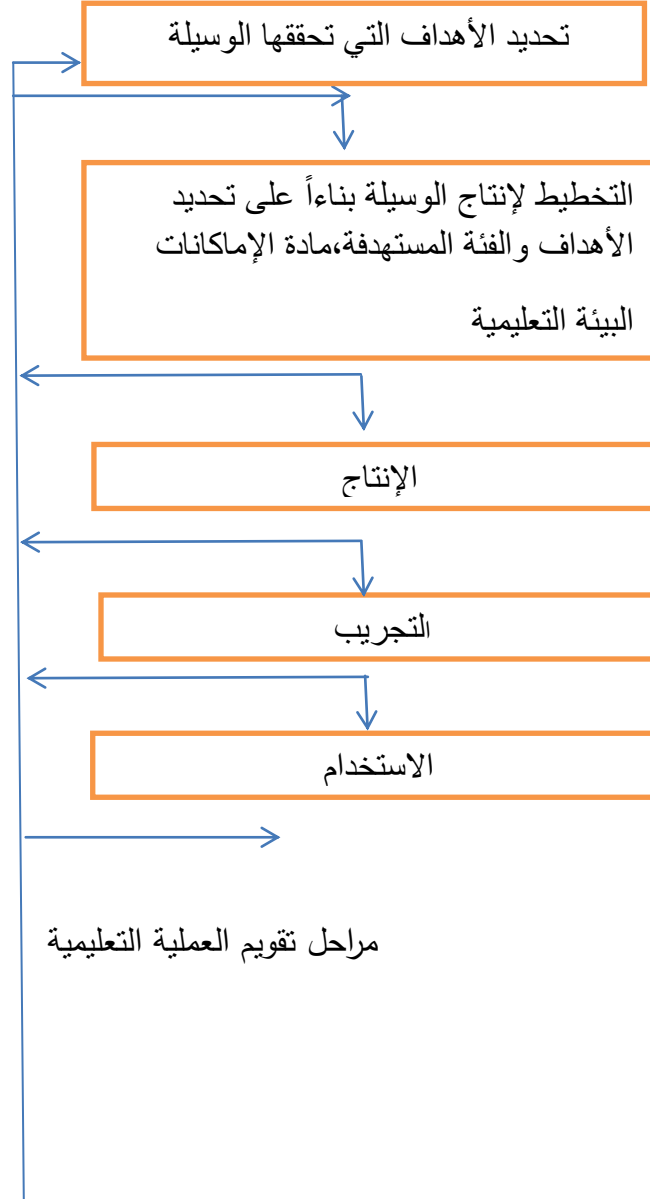 تحديد الأهداف التي تحققها الوسيلة
التخطيط لإنتاج الوسيلة بناءاً على تحديد
الأهداف والفئة المستهدفة،مادة الإماكانات
البيئة التعليمية
الإنتاج
التجريب
الاستخدام
مراحل تقويم العملية التعليمية